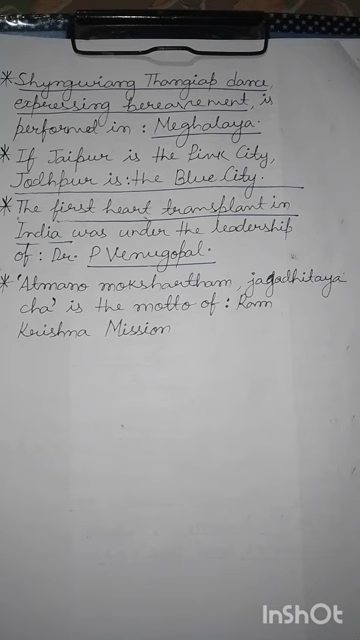 * Shyngwiang Thangiap dance,
expressing bereavement, is
performed in : Meghalaya.
* If Jaipur is the Pink City,
Jodhpur is : the Blue City.
* The first heart transplant in
India was under the leadership
of : Dr. P Venugopal.
* 'Atmano mokshartham, jagadhitaya
cha' is the motto of : Ram
Krishna Mission
InShOt